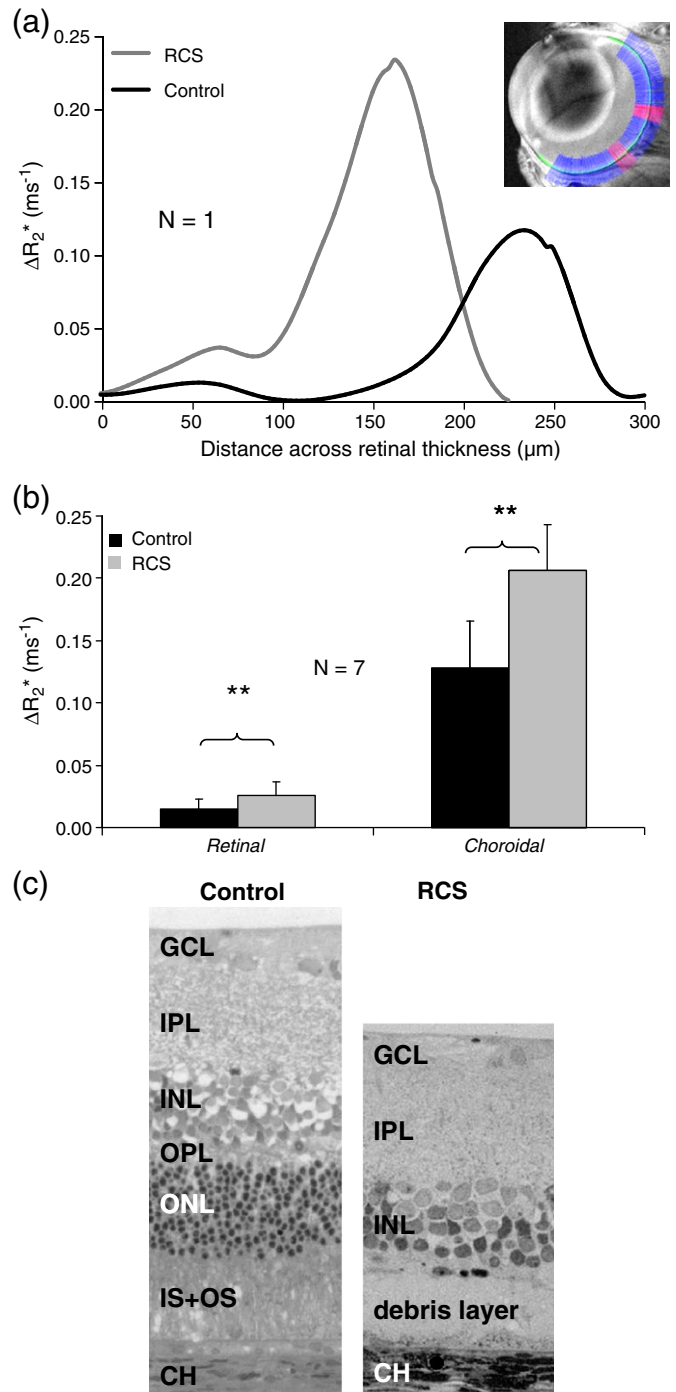 (a)
0.25
0.20
0.15
0.10
0.05
0.00
ΔR2* (ms-1)
RCS
Control
N = 1
0 50 100 150 200 250 300
Distance across retinal thickness (µm)
(b)
0.25
0.20
0.15
0.10
0.05
0.00
ΔR2* (ms-1)
Control
RCS
**
N = 7
**
Retinal Choroidal
(c)
Control RCS
GCL
IPL
INL
OPL
ONL
IS+OS
CH
GCL
IPL
INL
debris layer
CH